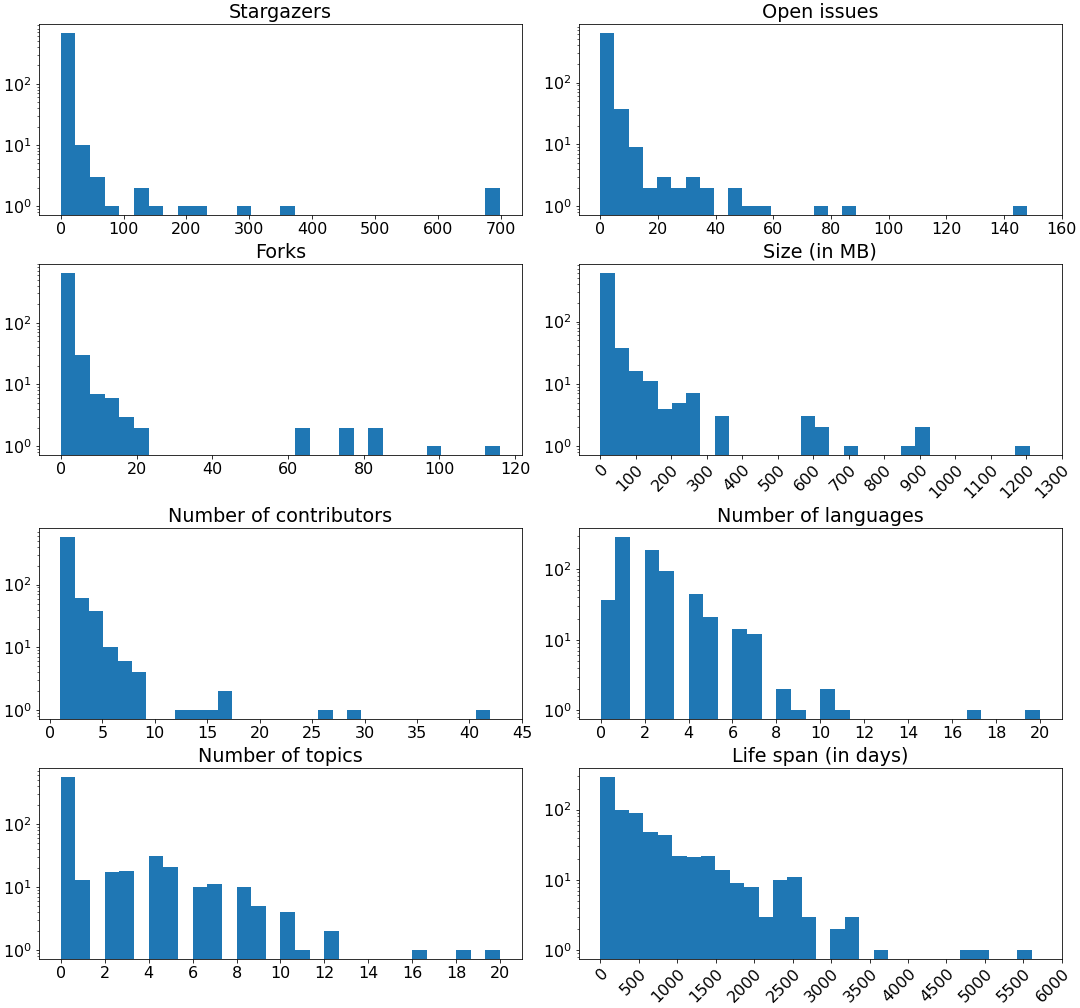 Stargazers
10² 10¹ 10⁰
0 100 200 300 400 500 600 700
Open issues
10² 10¹ 10⁰
0 20 40 60 80 100 120 140 160
Forks
10² 10¹ 10⁰
0 20 40 60 80 100 120
Size (in MB)
10² 10¹ 10⁰
0 100 200 300 400 500 600 700 800 900 1000 1100 1200 1300
Number of contributors
10² 10¹ 10⁰
0 5 10 15 20 25 30 35 40 45
Number of languages
10² 10¹ 10⁰
0 2 4 6 8 10 12 14 16 18 20
Number of topics
10² 10¹ 10⁰
0 2 4 6 8 10 12 14 16 18 20
Life span (in days)
10² 10¹ 10⁰
0 500 1000 1500 2000 2500 3000 3500 4000 4500 5000 5500 6000